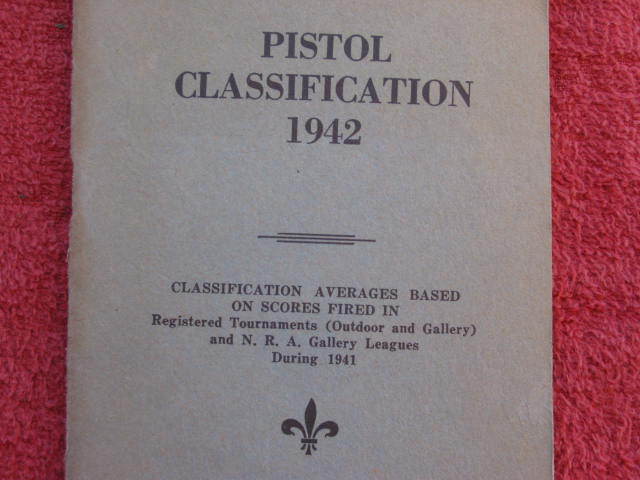 PISTOL
CLASSIFICATION
1942
CLASSIFICATION AVERAGES BASED
ON SCORES FIRED IN
Registered Tournaments (Outdoor and Gallery)
and N. R. A. Gallery Leagues
During 1941